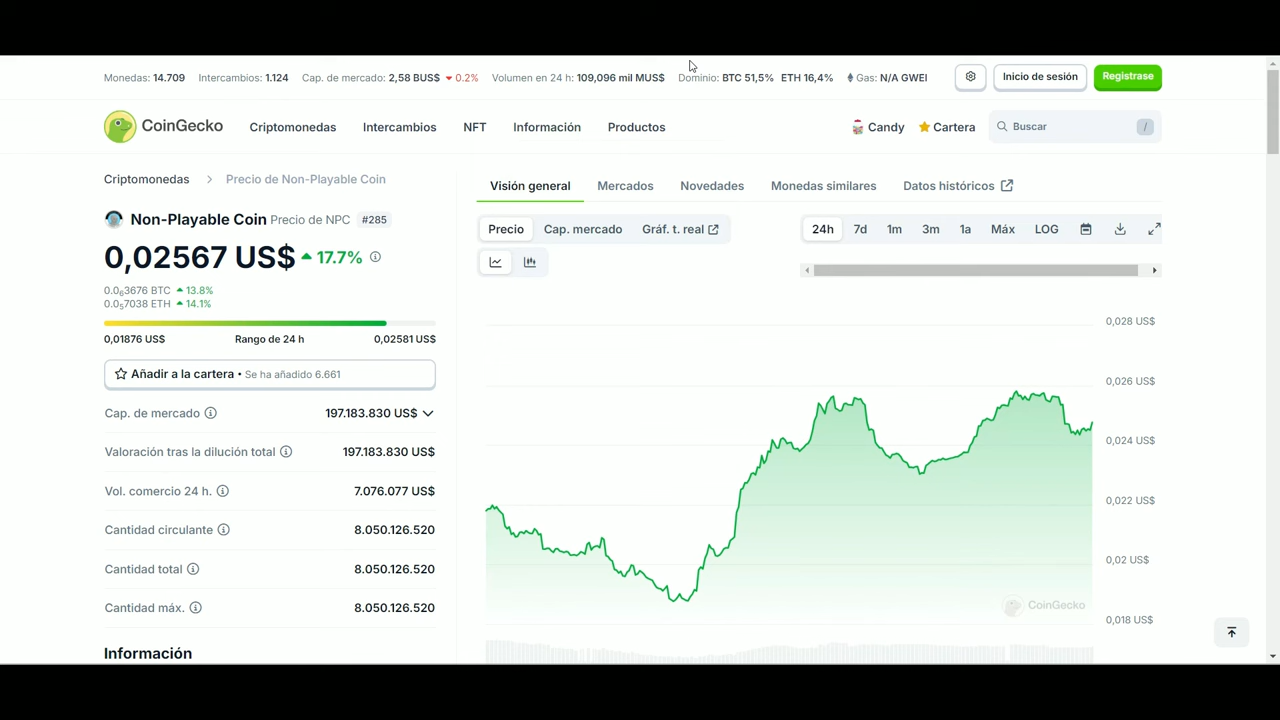 Monedas: 14.709 Intercambios: 1.124 Cap. de mercado: 2,58 BUS$ 0.2% Volumen en 24 h: 109,096 mil MUS$ Dominio: BTC 51,5% ETH 16,4% Gas: N/A GWEI Inicio de sesión Regístrase
CoinGecko Criptomonedas Intercambios NFT Información Productos Candy Cartera Buscar /
Criptomonedas > Precio de Non-Playable Coin
Visión general Mercados Novedades Monedas similares Datos históricos
Non-Playable Coin Precio de NPC #285
Precio Cap. mercado Gráf. t. real 24h 7d 1m 3m 1a Máx LOG
0,02567 US$ 17.7%
0.0₆3676 BTC 13.8%
0.0₅7038 ETH 14.1%
0,01876 US$ Rango de 24 h 0,02581 US$
Añadir a la cartera • Se ha añadido 6.661
Cap. de mercado 197.183.830 US$
Valoración tras la dilución total 197.183.830 US$
Vol. comercio 24 h. 7.076.077 US$
Cantidad circulante 8.050.126.520
Cantidad total 8.050.126.520
Cantidad máx. 8.050.126.520
Información
0,028 US$
0,026 US$
0,024 US$
0,022 US$
0,02 US$
0,018 US$
CoinGecko